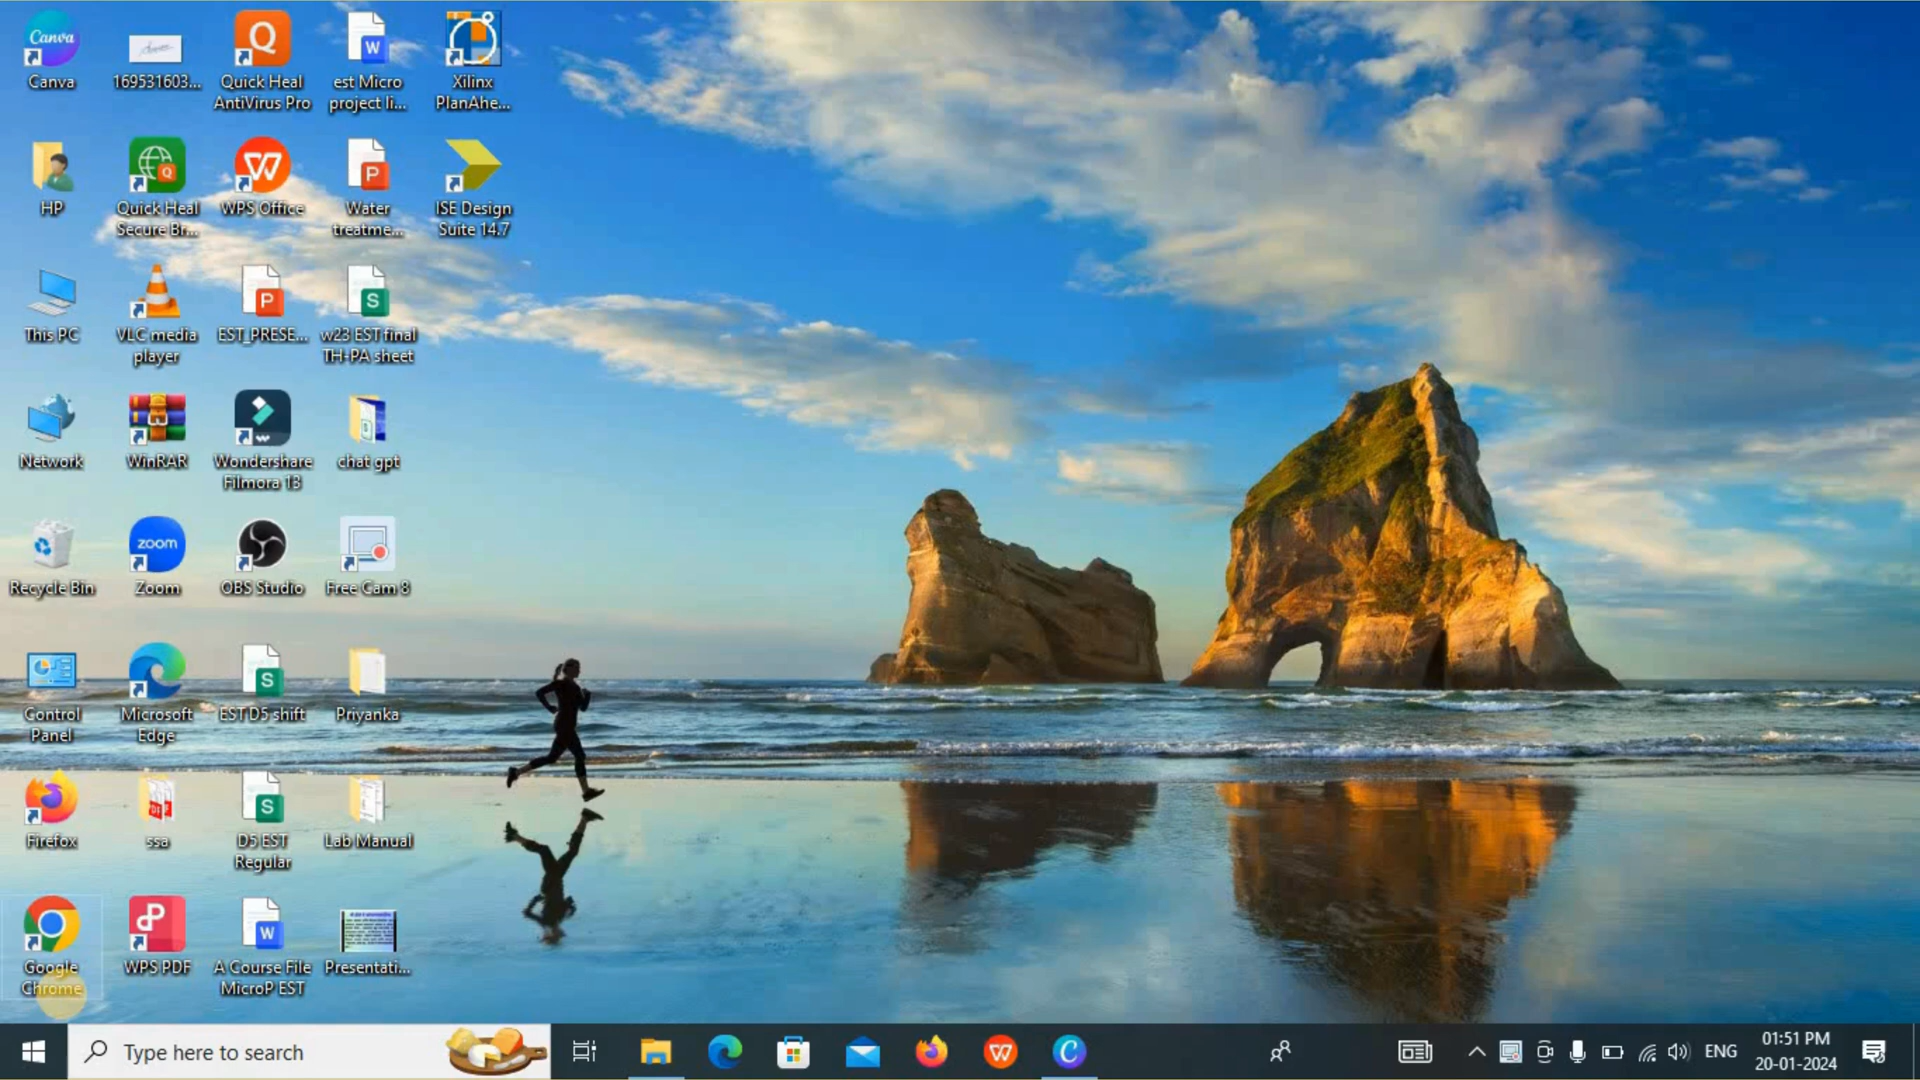 Canva
169531603...
Quick Heal
AntiVirus Pro
est Micro
project li...
Xilinx
PlanAhe...
HP
Quick Heal
Secure Br...
WPS Office
Water
treatme...
ISE Design
Suite 14.7
This PC
VLC media
player
EST_PRESE...
w23 EST final
TH-PA sheet
Network
WinRAR
Wondershare
Filmora 13
chat gpt
Recycle Bin
zoom
Zoom
OBS Studio
Free Cam 8
Control
Panel
Microsoft
Edge
EST D5 shift
Priyanka
Firefox
ssa
D5 EST
Regular
Lab Manual
Google
Chrome
WPS PDF
A Course File
MicroP EST
Presentati...
Type here to search
ENG
01:51 PM
20-01-2024